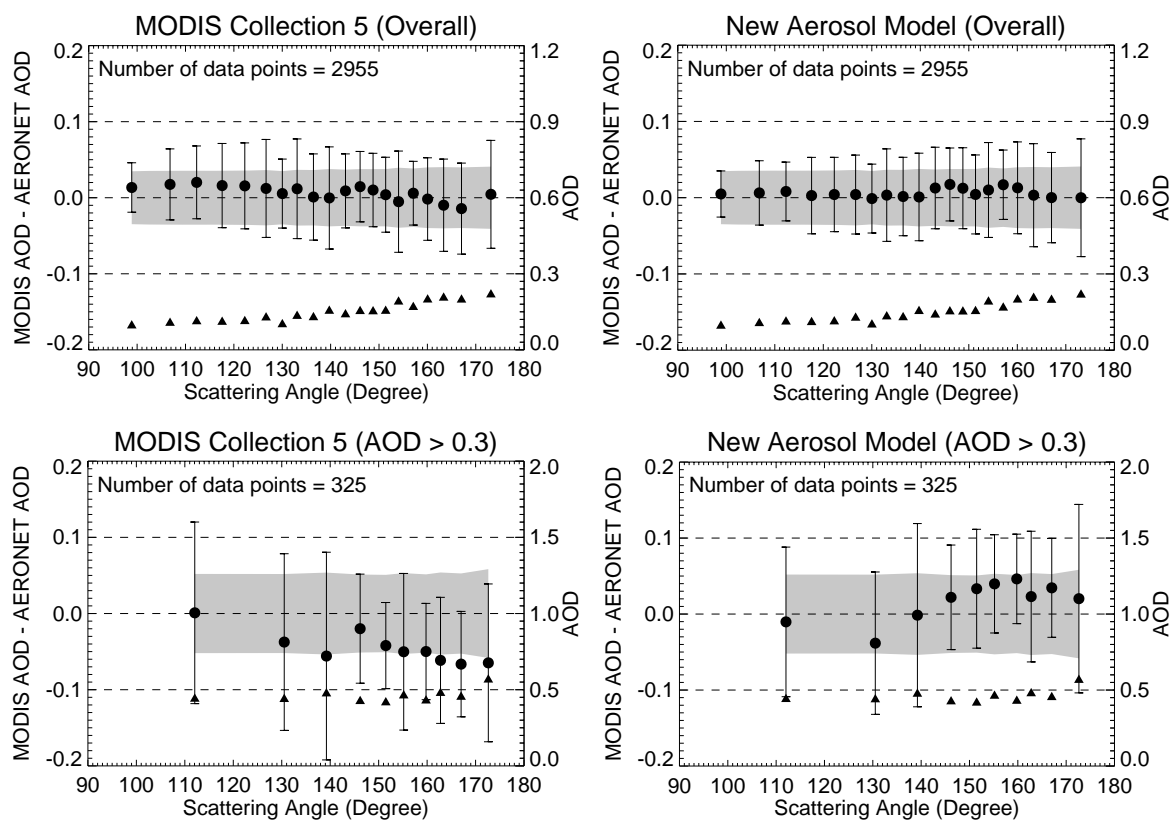 MODIS Collection 5 (Overall)
Number of data points = 2955
MODIS AOD - AERONET AOD
0.2
0.1
0.0
-0.1
-0.2
1.2
0.9
0.6
0.3
0.0
AOD
90 100 110 120 130 140 150 160 170 180
Scattering Angle (Degree)
New Aerosol Model (Overall)
Number of data points = 2955
MODIS AOD - AERONET AOD
0.2
0.1
0.0
-0.1
-0.2
1.2
0.9
0.6
0.3
0.0
AOD
90 100 110 120 130 140 150 160 170 180
Scattering Angle (Degree)
MODIS Collection 5 (AOD > 0.3)
Number of data points = 325
MODIS AOD - AERONET AOD
0.2
0.1
0.0
-0.1
-0.2
2.0
1.5
1.0
0.5
0.0
AOD
90 100 110 120 130 140 150 160 170 180
Scattering Angle (Degree)
New Aerosol Model (AOD > 0.3)
Number of data points = 325
MODIS AOD - AERONET AOD
0.2
0.1
0.0
-0.1
-0.2
2.0
1.5
1.0
0.5
0.0
AOD
90 100 110 120 130 140 150 160 170 180
Scattering Angle (Degree)